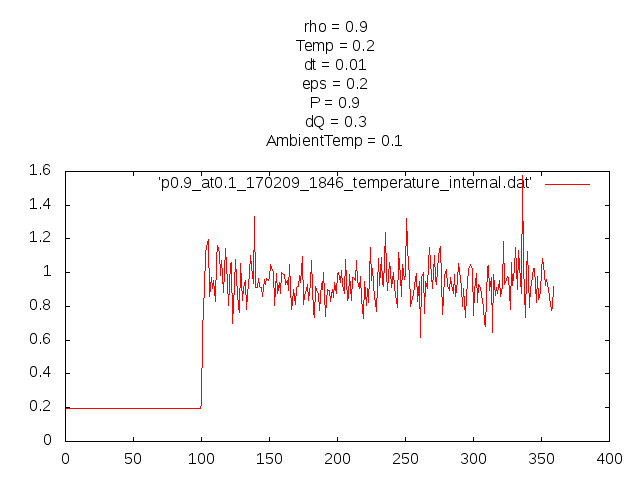 rho = 0.9
Temp = 0.2
dt = 0.01
eps = 0.2
P = 0.9
dQ = 0.3
AmbientTemp = 0.1
1.6
'p0.9_at0.1_170209_1846_temperature_internal.dat'
1.4
1.2
1
0.8
0.6
0.4
0.2
0
0 50 100 150 200 250 300 350 400